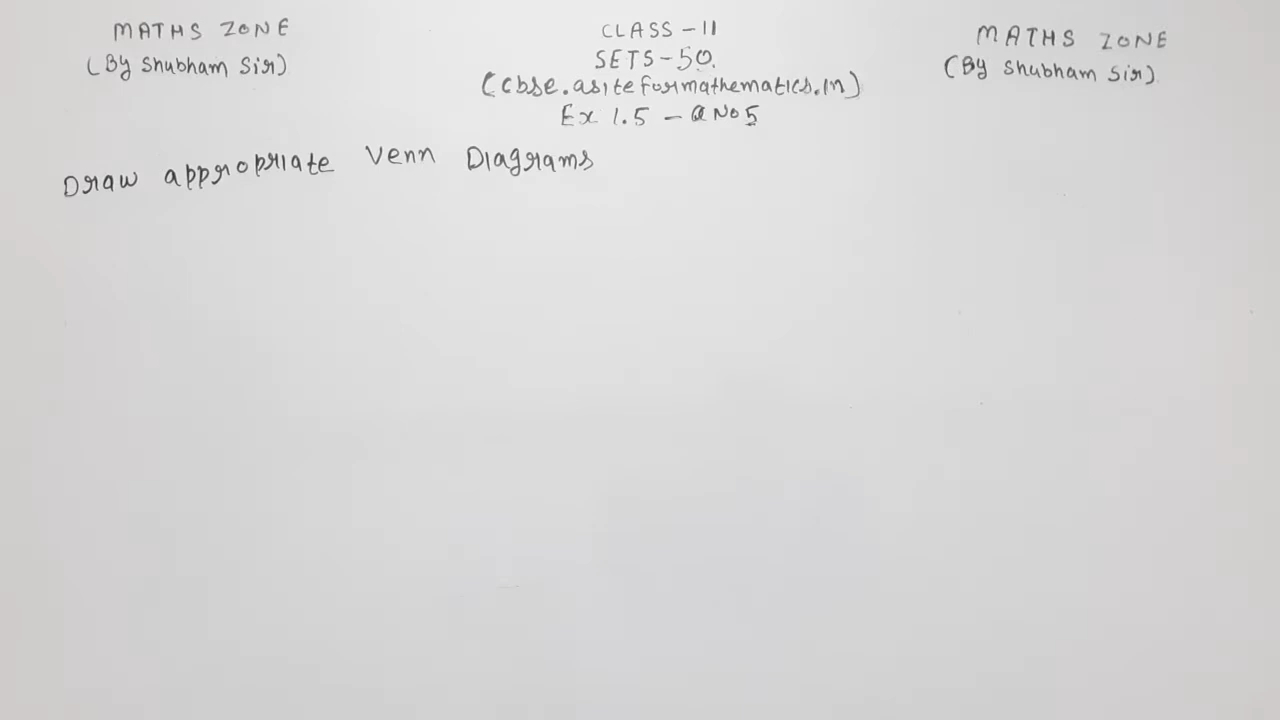 MATHS ZONE
(By Shubham Sir)
CLASS - 11
SETS - 50.
(cbse.asiteformathematics.in)
Ex 1.5 - Q No 5
MATHS ZONE
(By Shubham Sir)
Draw appropriate Venn Diagrams